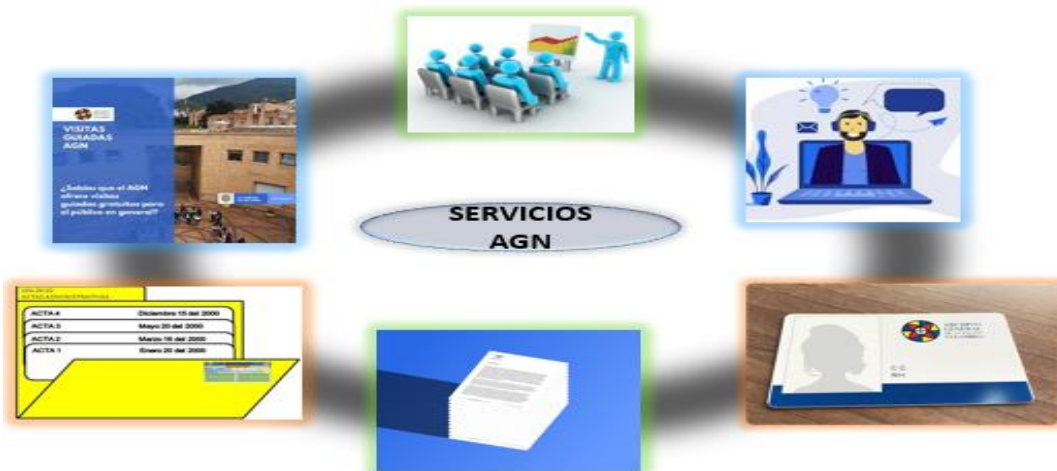 VISITAS
GUIADAS
AGN
¿Sabías que el AGN
ofrece visitas
guiadas gratuitas para
el público en general?
SERVICIOS
AGN
ACTA 4 Diciembre 15 del 2000
ACTA 3 Mayo 20 del 2000
ACTA 2 Marzo 16 del 2000
ACTA 1 Enero 20 del 2000
ARCHIVO
GENERAL